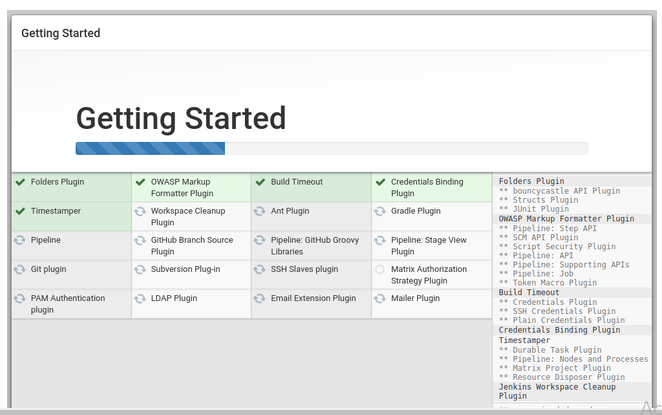 Getting Started
Getting Started
Folders Plugin
OWASP Markup
Formatter Plugin
Build Timeout
Credentials Binding
Plugin
Timestamper
Workspace Cleanup
Plugin
Ant Plugin
Gradle Plugin
Pipeline
GitHub Branch Source
Plugin
Pipeline: GitHub Groovy
Libraries
Pipeline: Stage View
Plugin
Git plugin
Subversion Plug-in
SSH Slaves plugin
Matrix Authorization
Strategy Plugin
PAM Authentication
plugin
LDAP Plugin
Email Extension Plugin
Mailer Plugin
Folders Plugin
** bouncycastle API Plugin
** Structs Plugin
** JUnit Plugin
OWASP Markup Formatter Plugin
** Pipeline: Step API
** SCM API Plugin
** Script Security Plugin
** Pipeline: API
** Pipeline: Supporting APIs
** Pipeline: Job
** Token Macro Plugin
Build Timeout
** Credentials Plugin
** SSH Credentials Plugin
** Plain Credentials Plugin
Credentials Binding Plugin
Timestamper
** Durable Task Plugin
** Pipeline: Nodes and Processes
** Matrix Project Plugin
** Resource Disposer Plugin
Jenkins Workspace Cleanup
Plugin